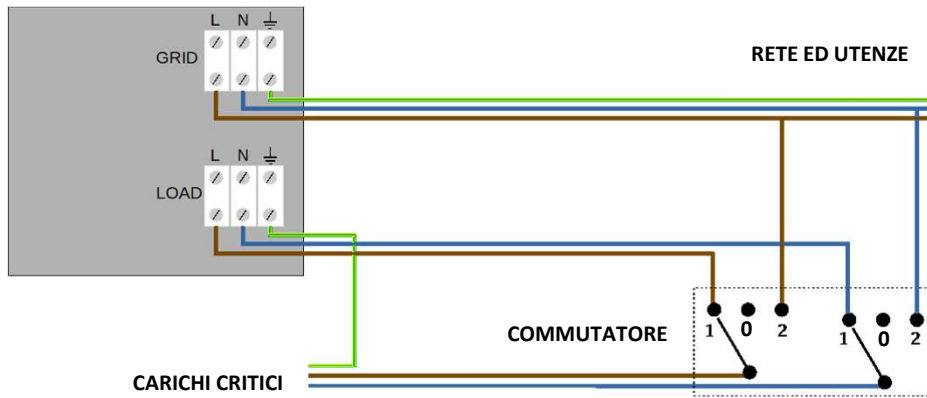 L N
GRID
RETE ED UTENZE
L N
LOAD
COMMUTATORE
1 0 2 1 0 2
CARICHI CRITICI